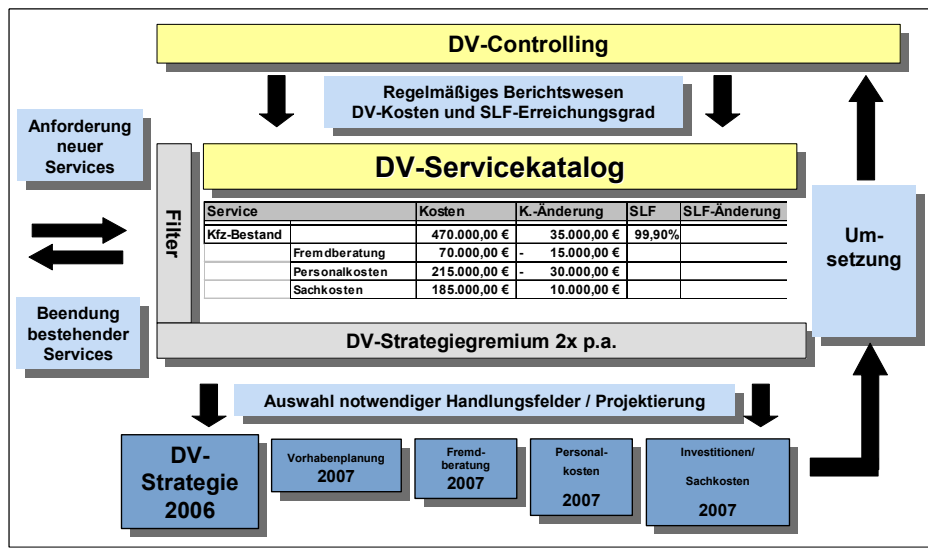 DV-Controlling
Regelmäßiges Berichtswesen
DV-Kosten und SLF-Erreichungsgrad
Anforderung
neuer
Services
Filter
DV-Servicekatalog
Service Kosten K.-Änderung SLF SLF-Änderung
Kfz-Bestand 470.000,00 € 35.000,00 € 99,90%
Fremdberatung 70.000,00 € - 15.000,00 €
Personalkosten 215.000,00 € - 30.000,00 €
Sachkosten 185.000,00 € 10.000,00 €
Um-
setzung
Beendung
bestehender
Services
DV-Strategiegremium 2x p.a.
Auswahl notwendiger Handlungsfelder / Projektierung
DV-
Strategie
2006
Vorhabenplanung
2007
Fremd-
beratung
2007
Personal-
kosten
2007
Investitionen/
Sachkosten
2007